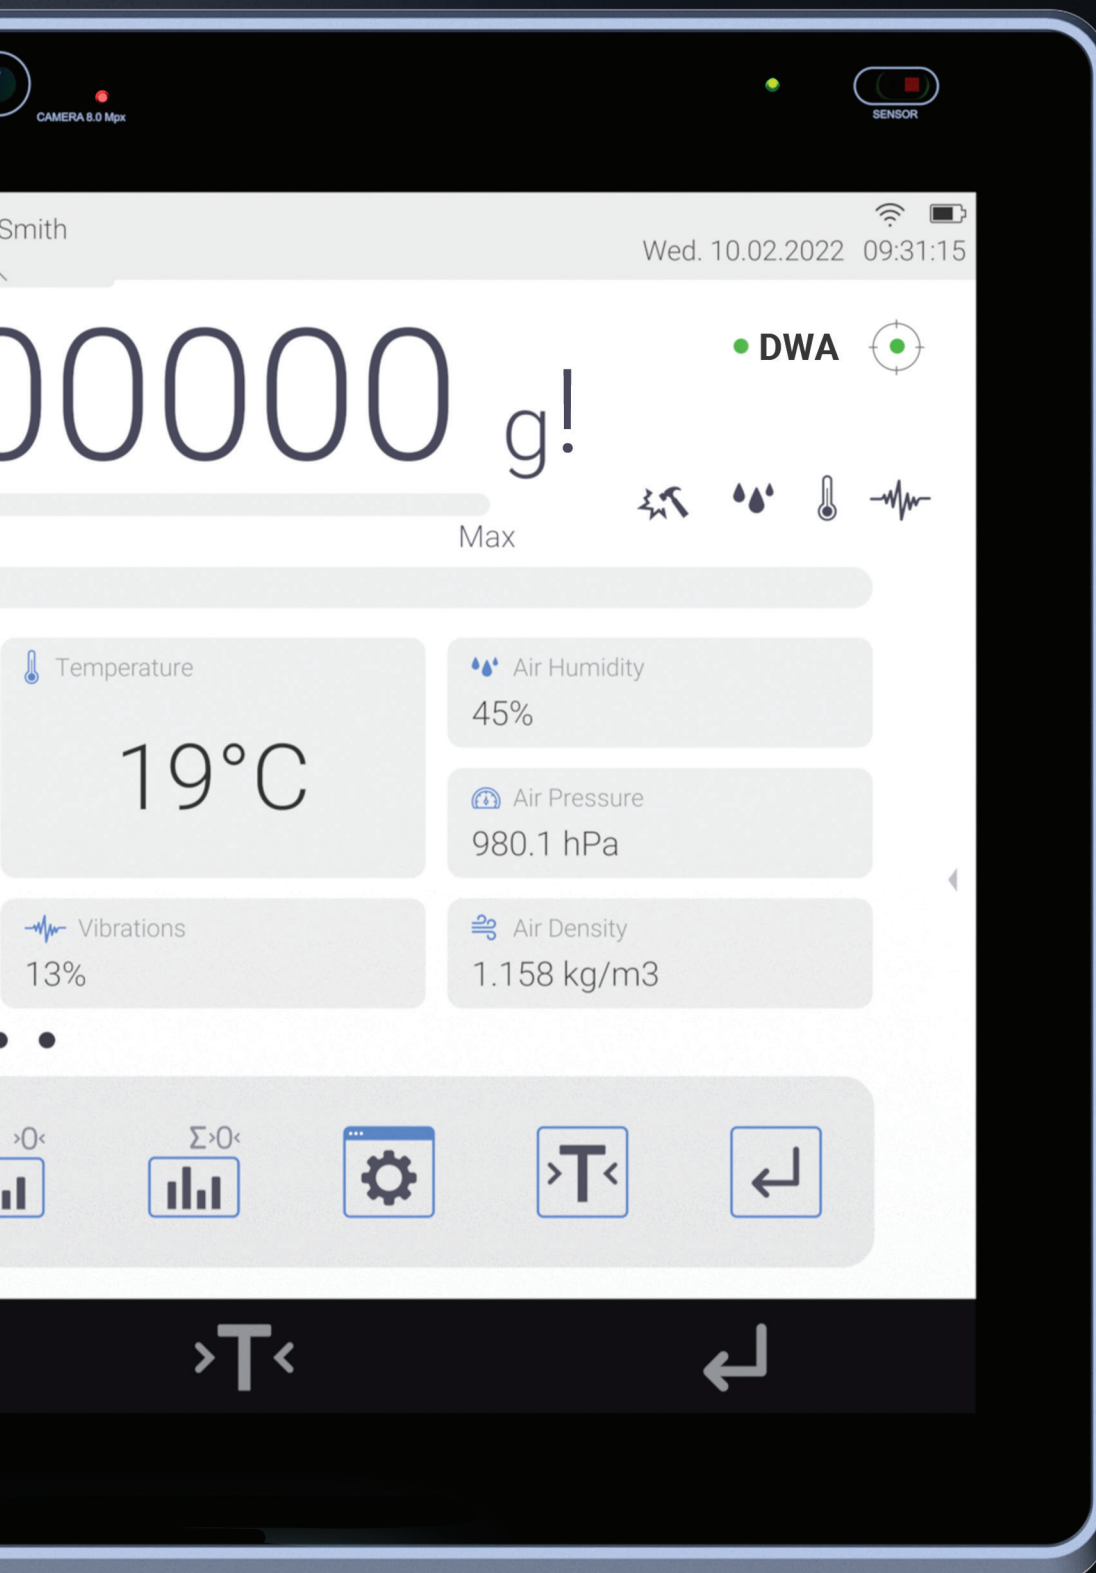 CAMERA 8.0 Mpx
SENSOR
Smith
Wed. 10.02.2022 09:31:15
00000 g!
DWA
Max
Temperature
19°C
Air Humidity
45%
Air Pressure
980.1 hPa
Vibrations
13%
Air Density
1.158 kg/m3
›0‹
Σ›0‹
›T‹
›T‹